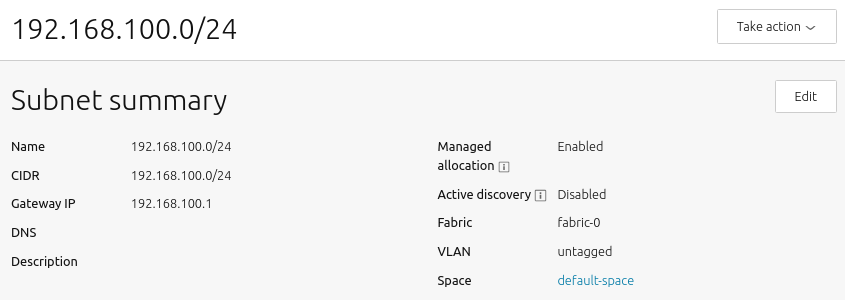 192.168.100.0/24
Take action
Subnet summary
Edit
Name 192.168.100.0/24
CIDR 192.168.100.0/24
Gateway IP 192.168.100.1
DNS
Description
Managed allocation Enabled
Active discovery Disabled
Fabric fabric-0
VLAN untagged
Space default-space